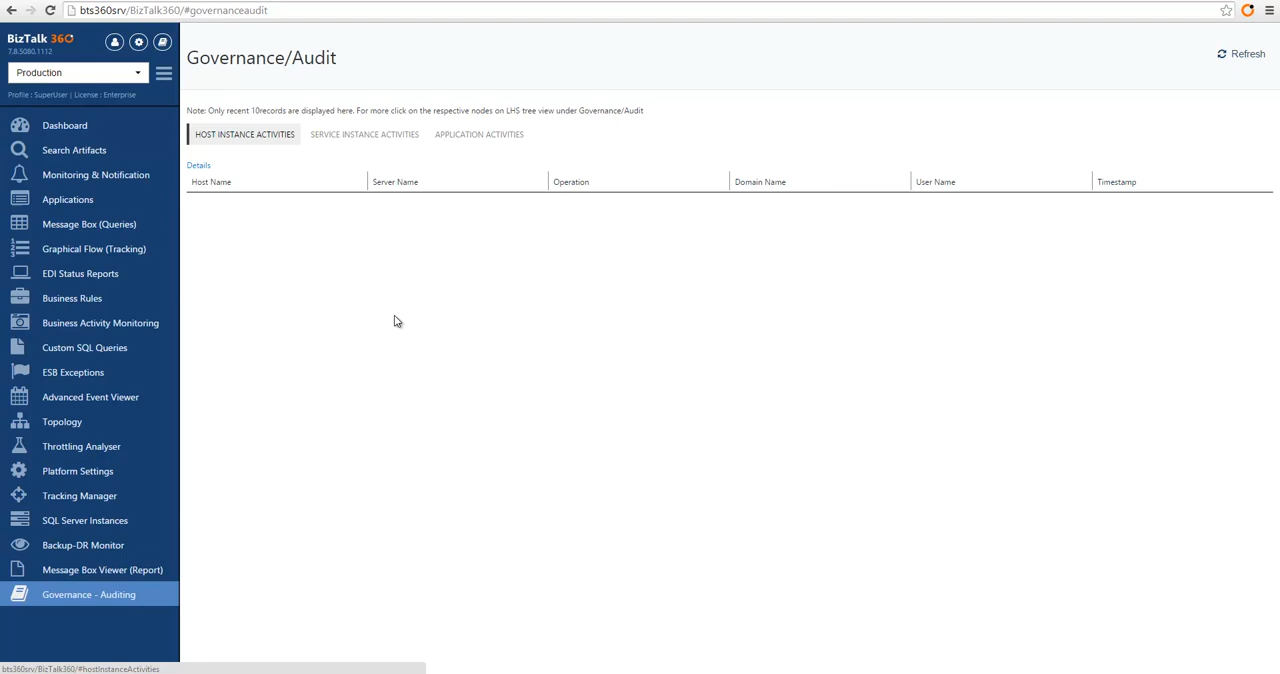 bts360srv/BizTalk360/#governanceaudit
BizTalk 360
7.8.5080.1112
Production
Profile : SuperUser | License : Enterprise
Dashboard
Search Artifacts
Monitoring & Notification
Applications
Message Box (Queries)
Graphical Flow (Tracking)
EDI Status Reports
Business Rules
Business Activity Monitoring
Custom SQL Queries
ESB Exceptions
Advanced Event Viewer
Topology
Throttling Analyser
Platform Settings
Tracking Manager
SQL Server Instances
Backup-DR Monitor
Message Box Viewer (Report)
Governance - Auditing
Governance/Audit
Refresh
Note: Only recent 10records are displayed here. For more click on the respective nodes on LHS tree view under Governance/Audit
HOST INSTANCE ACTIVITIES SERVICE INSTANCE ACTIVITIES APPLICATION ACTIVITIES
Details
Host Name Server Name Operation Domain Name User Name Timestamp
bts360srv/BizTalk360/#hostInstanceActivities